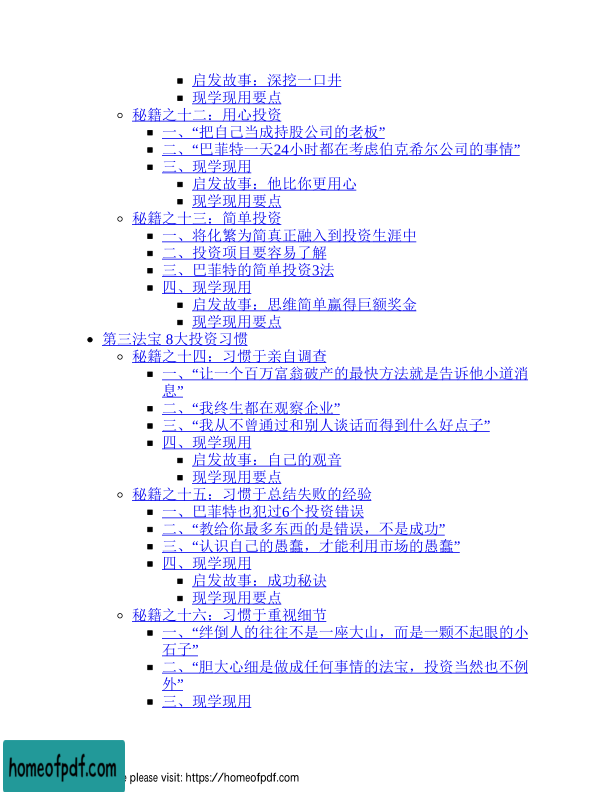 启发故事：深挖一口井
现学现用要点
秘籍之十二：用心投资
一、“把自己当成持股公司的老板”
二、“巴菲特一天24小时都在考虑伯克希尔公司的事情”
三、现学现用
启发故事：他比你更用心
现学现用要点
秘籍之十三：简单投资
一、将化繁为简真正融入到投资生涯中
二、投资项目要容易了解
三、巴菲特的简单投资3法
四、现学现用
启发故事：思维简单赢得巨额奖金
现学现用要点
第三法宝 8大投资习惯
秘籍之十四：习惯于亲自调查
一、“让一个百万富翁破产的最快方法就是告诉他小道消
息”
二、“我终生都在观察企业”
三、“我从不曾通过和别人谈话而得到什么好点子”
四、现学现用
启发故事：自己的观音
现学现用要点
秘籍之十五：习惯于总结失败的经验
一、巴菲特也犯过6个投资错误
二、“教给你最多东西的是错误，不是成功”
三、“认识自己的愚蠢，才能利用市场的愚蠢”
四、现学现用
启发故事：成功秘诀
现学现用要点
秘籍之十六：习惯于重视细节
一、“绊倒人的往往不是一座大山，而是一颗不起眼的小
石子”
二、“胆大心细是做成任何事情的法宝，投资当然也不例
外”
三、现学现用
homeofpdf.com
please visit: https://homeofpdf.com